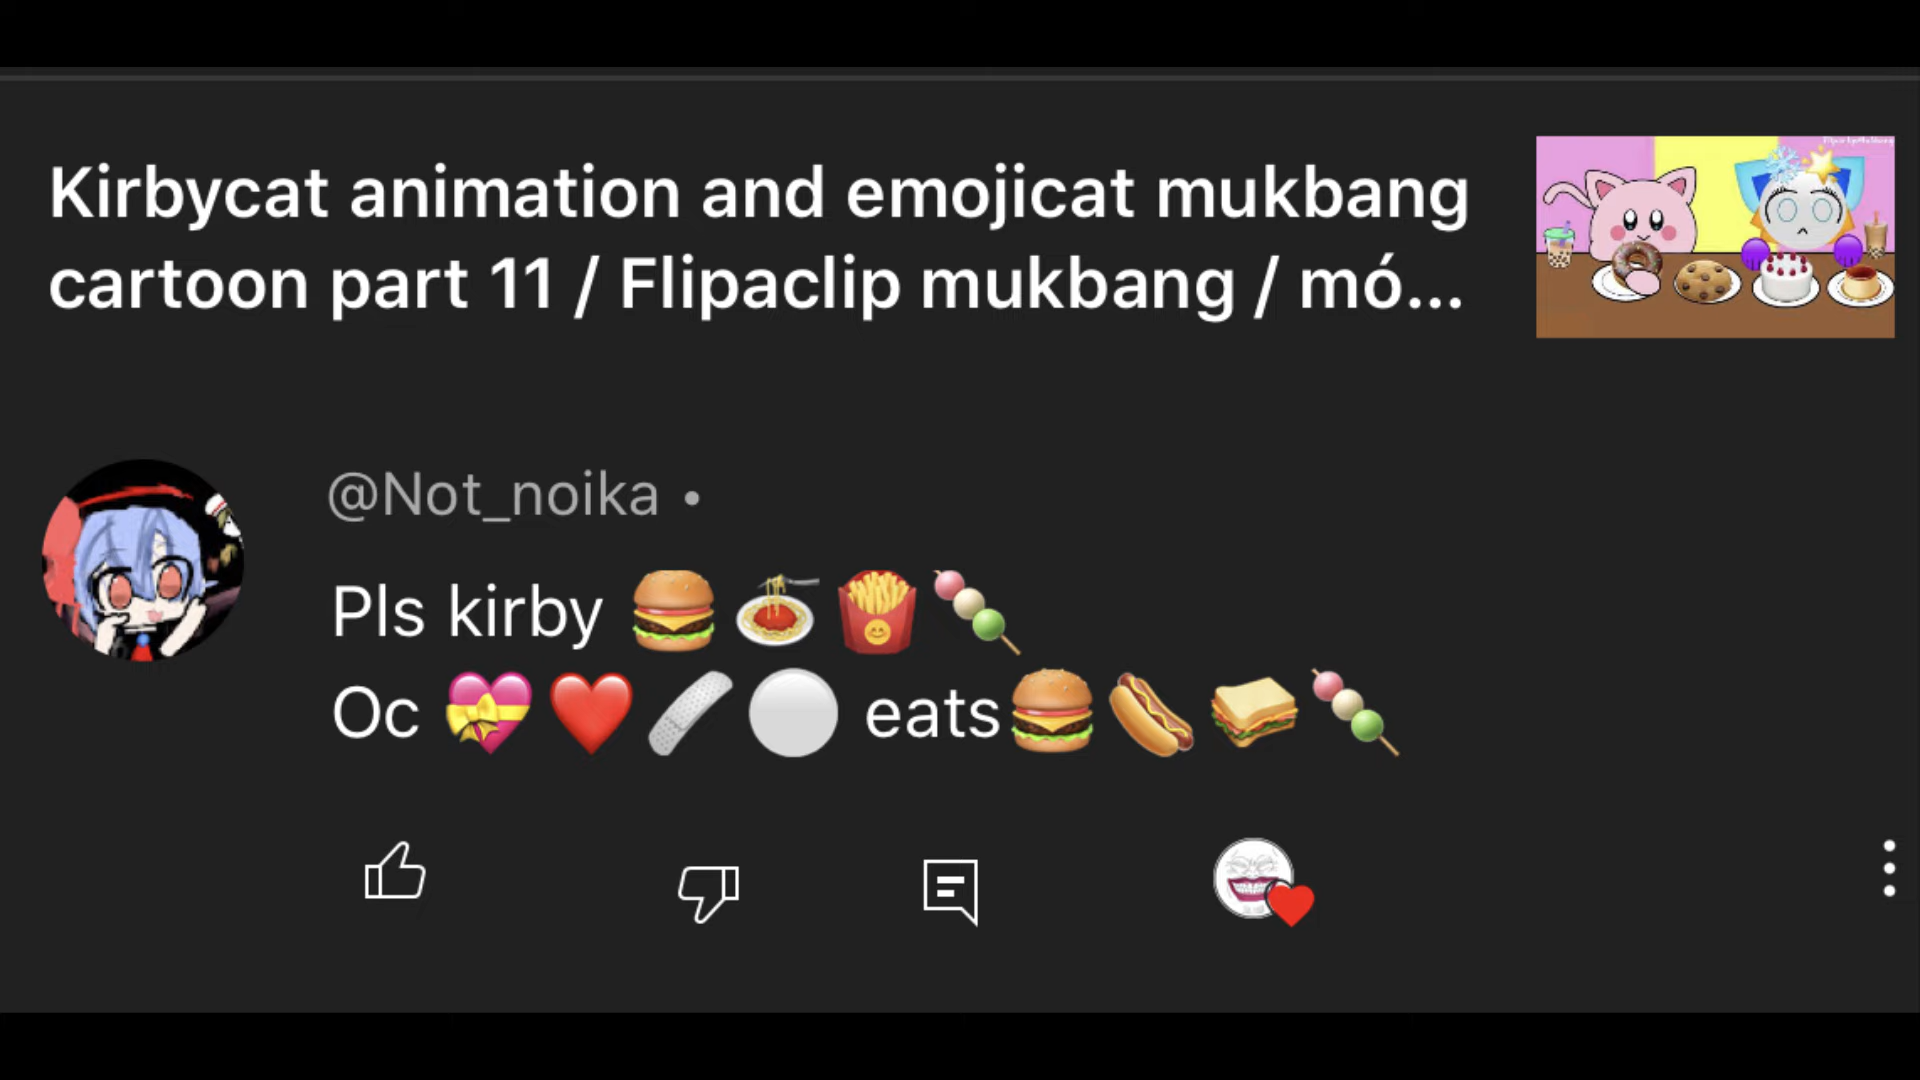 Kirbycat animation and emojicat mukbang
cartoon part 11 / Flipaclip mukbang / mó...
@Not_noika •
Pls kirby 🍔🍝🍟🍡
Oc 💝❤️🩹⚪ eats🍔🌭🥪🍡